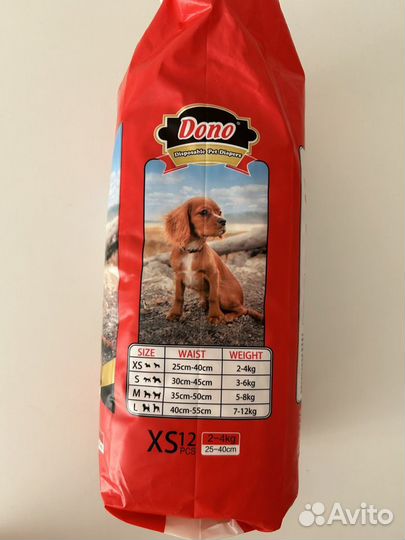 Dono®
Disposable Pet Diapers
SIZE WAIST WEIGHT
XS 25cm-40cm 2-4kg
S 30cm-45cm 3-6kg
M 35cm-50cm 5-8kg
L 40cm-55cm 7-12kg
XS 12 PCS 2-4kg
25-40cm
Avito